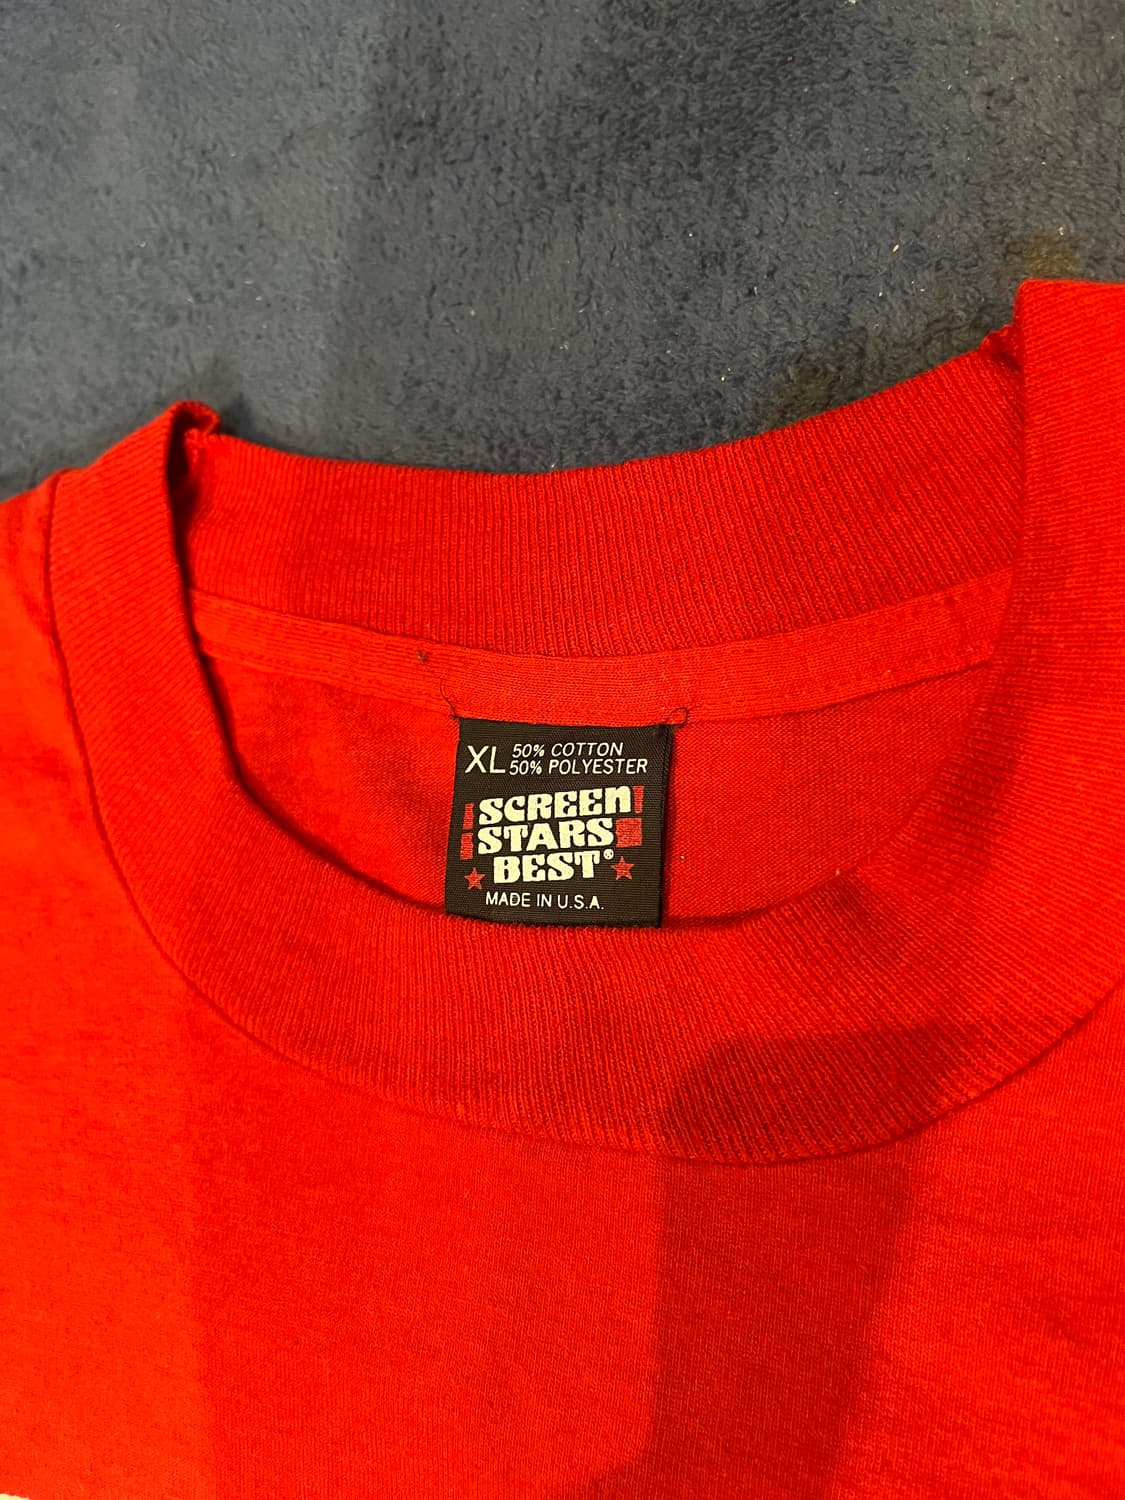 XL 50% COTTON
50% POLYESTER
SCREEN
STARS
BEST®
MADE IN U.S.A.